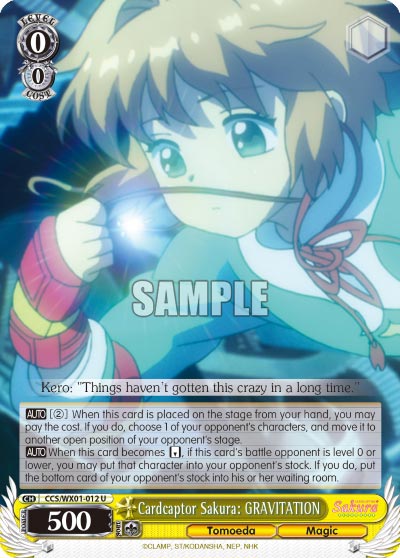 LEVEL
0
0
COST
SAMPLE
Kero: "Things haven't gotten this crazy in a long time."
AUTO [②] When this card is placed on the stage from your hand, you may
pay the cost. If you do, choose 1 of your opponent's characters, and move it to
another open position of your opponent's stage.
AUTO When this card becomes , if this card's battle opponent is level 0 or
lower, you may put that character into your opponent's stock. If you do, put
the bottom card of your opponent's stock into his or her waiting room.
CH CCS/WX01-012 U
Cardcaptor Sakura: GRAVITATION
Sakura
POWER
500
Tomoeda
Magic
©CLAMP, ST/KODANSHA, NEP, NHK